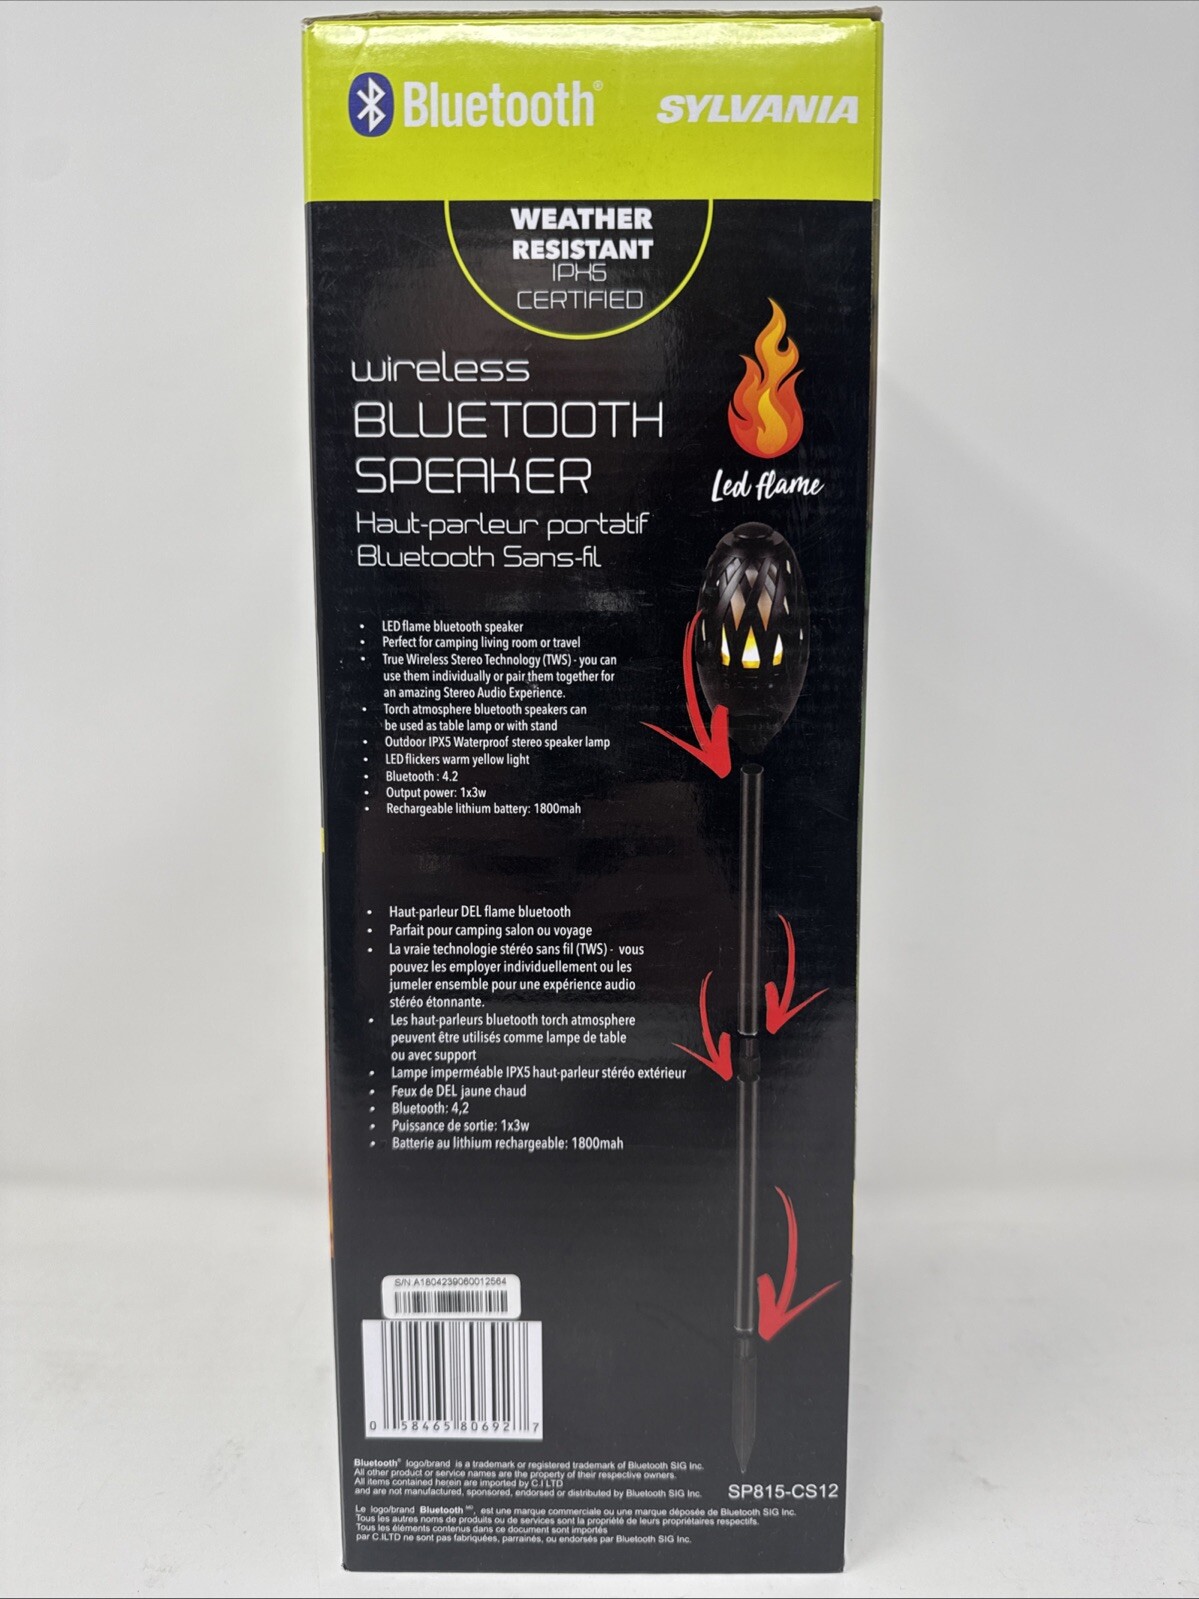 Bluetooth® SYLVANIA
WEATHER
RESISTANT
IPX5
CERTIFIED
wireless
BLUETOOTH
SPEAKER
Haut-parleur portatif
Bluetooth Sans-fil
Led flame
• LED flame bluetooth speaker
• Perfect for camping living room or travel
• True Wireless Stereo Technology (TWS) - you can
use them individually or pair them together for
an amazing Stereo Audio Experience.
• Torch atmosphere bluetooth speakers can
be used as table lamp or with stand
• Outdoor IPX5 Waterproof stereo speaker lamp
• LED flickers warm yellow light
• Bluetooth : 4.2
• Output power: 1x3w
• Rechargeable lithium battery: 1800mah
• Haut-parleur DEL flame bluetooth
• Parfait pour camping salon ou voyage
• La vraie technologie stéréo sans fil (TWS) - vous
pouvez les employer individuellement ou les
jumeler ensemble pour une expérience audio
stéréo étonnante.
• Les haut-parleurs bluetooth torch atmosphere
peuvent être utilisés comme lampe de table
ou avec support
• Lampe imperméable IPX5 haut-parleur stéréo extérieur
• Feux de DEL jaune chaud
• Bluetooth: 4,2
• Puissance de sortie: 1x3w
• Batterie au lithium rechargeable: 1800mah
S/N.A1804239060012564
0 58465 80692 7
Bluetooth® logo/brand is a trademark or registered trademark of Bluetooth SIG Inc.
All other product or service names are the property of their respective owners.
All items contained herein are imported by C.I LTD
and are not manufactured, sponsored, endorsed or distributed by Bluetooth SIG Inc.
SP815-CS12
Le logo/brand Bluetooth MD, est une marque commerciale ou une marque déposée de Bluetooth SIG Inc.
Tous les autres noms de produits ou de services sont la propriété de leurs propriétaires respectifs.
Tous les éléments contenus dans ce document sont importés
par C.ILTD ne sont pas fabriquées, parrainés, ou endorsés par Bluetooth SIG Inc.